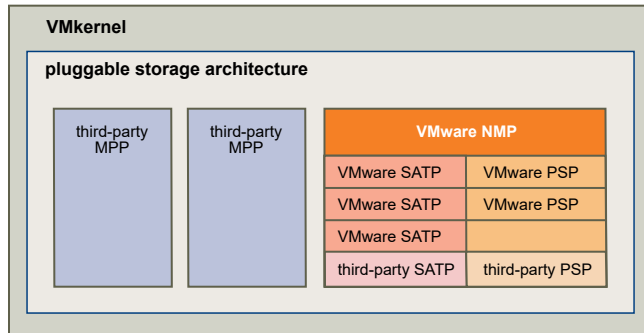 VMkernel
pluggable storage architecture
third-party
MPP
third-party
MPP
VMware NMP
VMware SATP
VMware PSP
VMware SATP
VMware PSP
VMware SATP
third-party SATP
third-party PSP